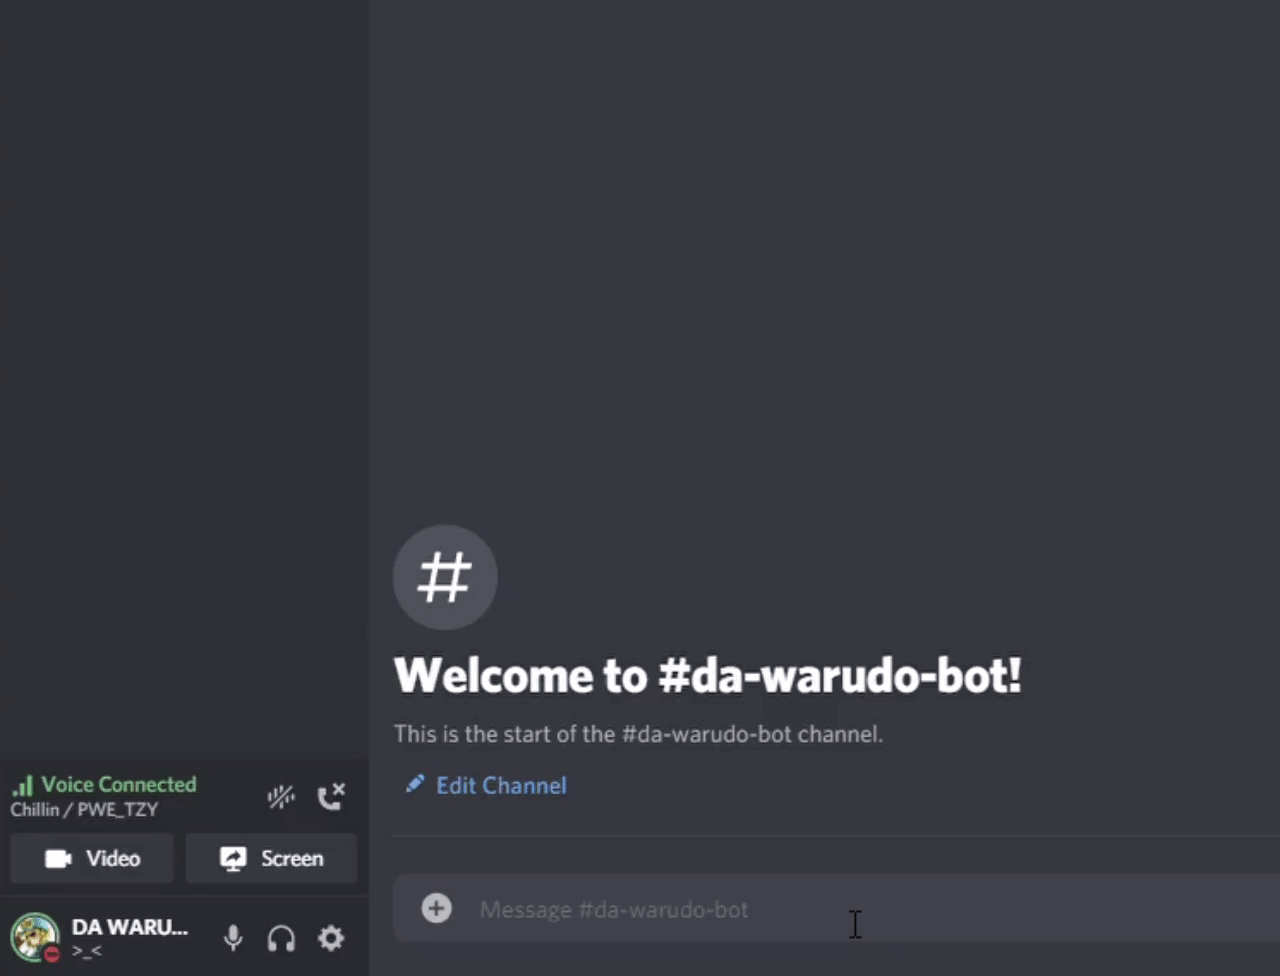 #
Welcome to #da-warudo-bot!
This is the start of the #da-warudo-bot channel.
Edit Channel
Voice Connected
Chillin / PWE_TZY
Video
Screen
Message #da-warudo-bot
DA WARU...
>_<